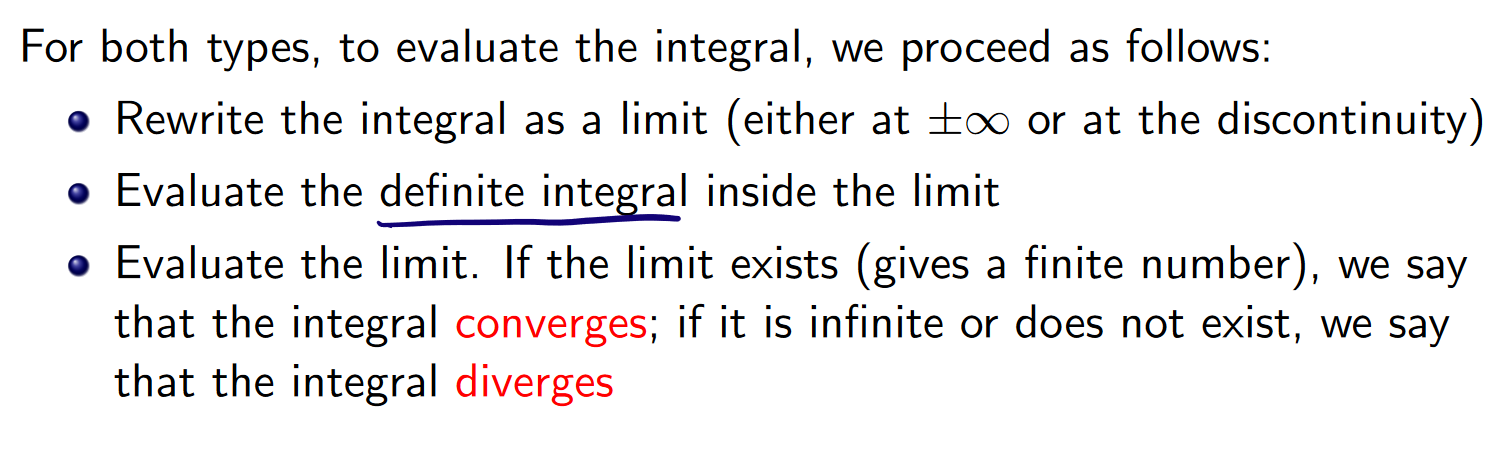 For both types, to evaluate the integral, we proceed as follows:
• Rewrite the integral as a limit (either at ±∞ or at the discontinuity)
• Evaluate the definite integral inside the limit
• Evaluate the limit. If the limit exists (gives a finite number), we say
that the integral converges; if it is infinite or does not exist, we say
that the integral diverges